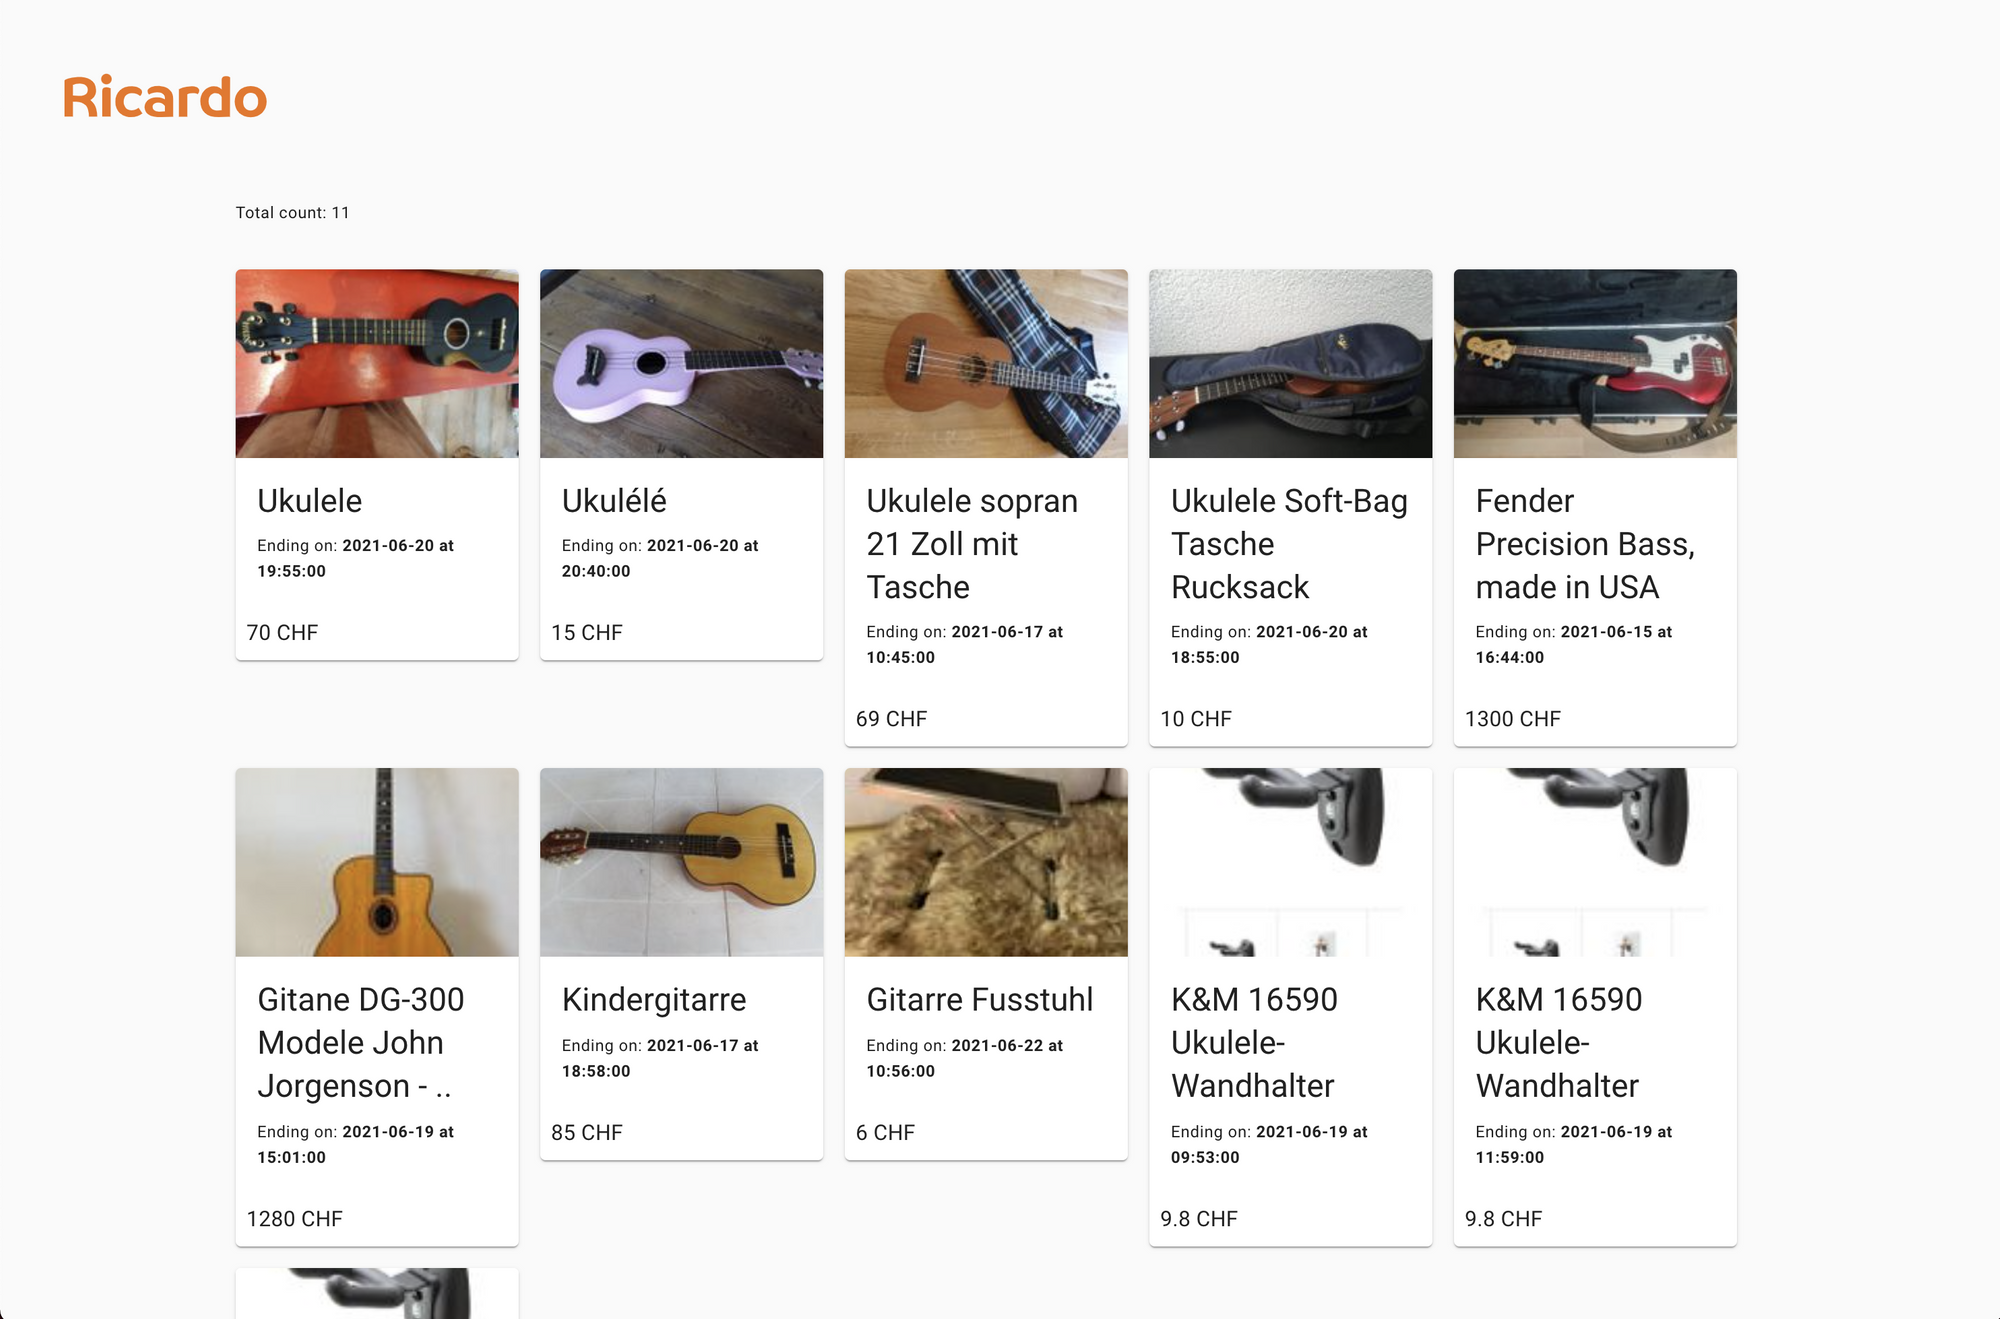 Ricardo
Total count: 11
Ukulele
Ending on: 2021-06-20 at
19:55:00
70 CHF
Ukulélé
Ending on: 2021-06-20 at
20:40:00
15 CHF
Ukulele sopran
21 Zoll mit
Tasche
Ending on: 2021-06-17 at
10:45:00
69 CHF
Ukulele Soft-Bag
Tasche
Rucksack
Ending on: 2021-06-20 at
18:55:00
10 CHF
Fender
Precision Bass,
made in USA
Ending on: 2021-06-15 at
16:44:00
1300 CHF
Gitane DG-300
Modele John
Jorgenson - ..
Ending on: 2021-06-19 at
15:01:00
1280 CHF
Kindergitarre
Ending on: 2021-06-17 at
18:58:00
85 CHF
Gitarre Fusstuhl
Ending on: 2021-06-22 at
10:56:00
6 CHF
K&M 16590
Ukulele-
Wandhalter
Ending on: 2021-06-19 at
09:53:00
9.8 CHF
K&M 16590
Ukulele-
Wandhalter
Ending on: 2021-06-19 at
11:59:00
9.8 CHF